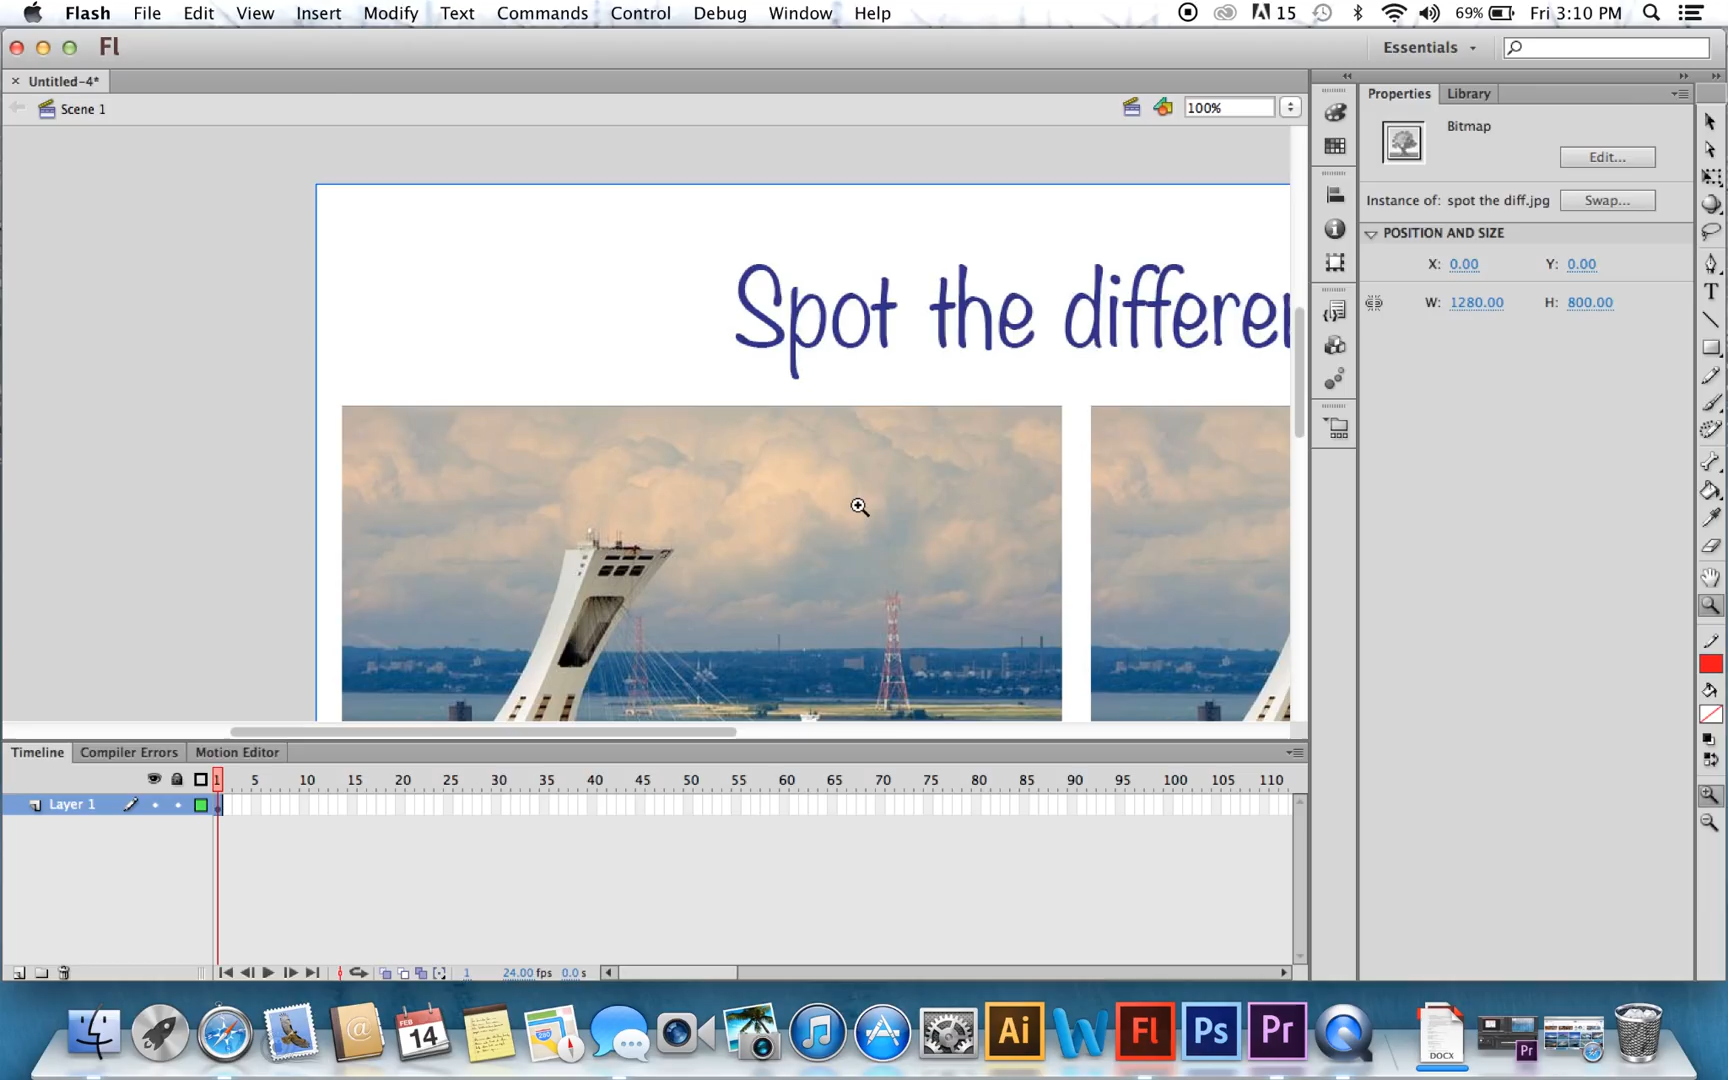 Flash File Edit View Insert Modify Text Commands Control Debug Window Help 15 69% Fri 3:10 PM
Fl Essentials
Untitled-4*
Scene 1 100%
Properties Library
Bitmap
Edit...
Instance of: spot the diff.jpg Swap...
POSITION AND SIZE
X: 0.00 Y: 0.00
W: 1280.00 H: 800.00
Spot the differen
Timeline Compiler Errors Motion Editor
1 5 10 15 20 25 30 35 40 45 50 55 60 65 70 75 80 85 90 95 100 105 110
Layer 1
1 24.00 fps 0.0 s
FEB
14
Ai W Fl Ps Pr DOCX Pr